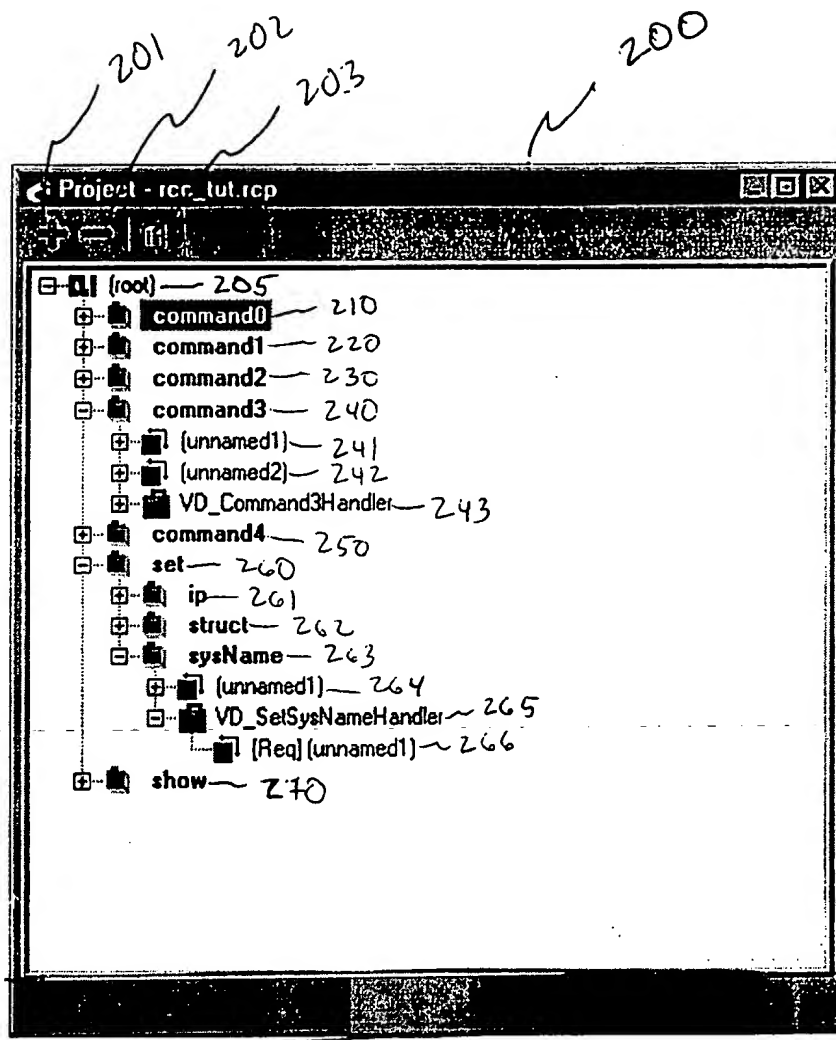 201 202 203 200
Project - rcc_tut.rcp
(root) 205
command0 210
command1 220
command2 230
command3 240
(unnamed1) 241
(unnamed2) 242
VD_Command3Handler 243
command4 250
set 260
ip 261
struct 262
sysName 263
(unnamed1) 264
VD_SetSysNameHandler 265
[Req] (unnamed1) 266
show 270